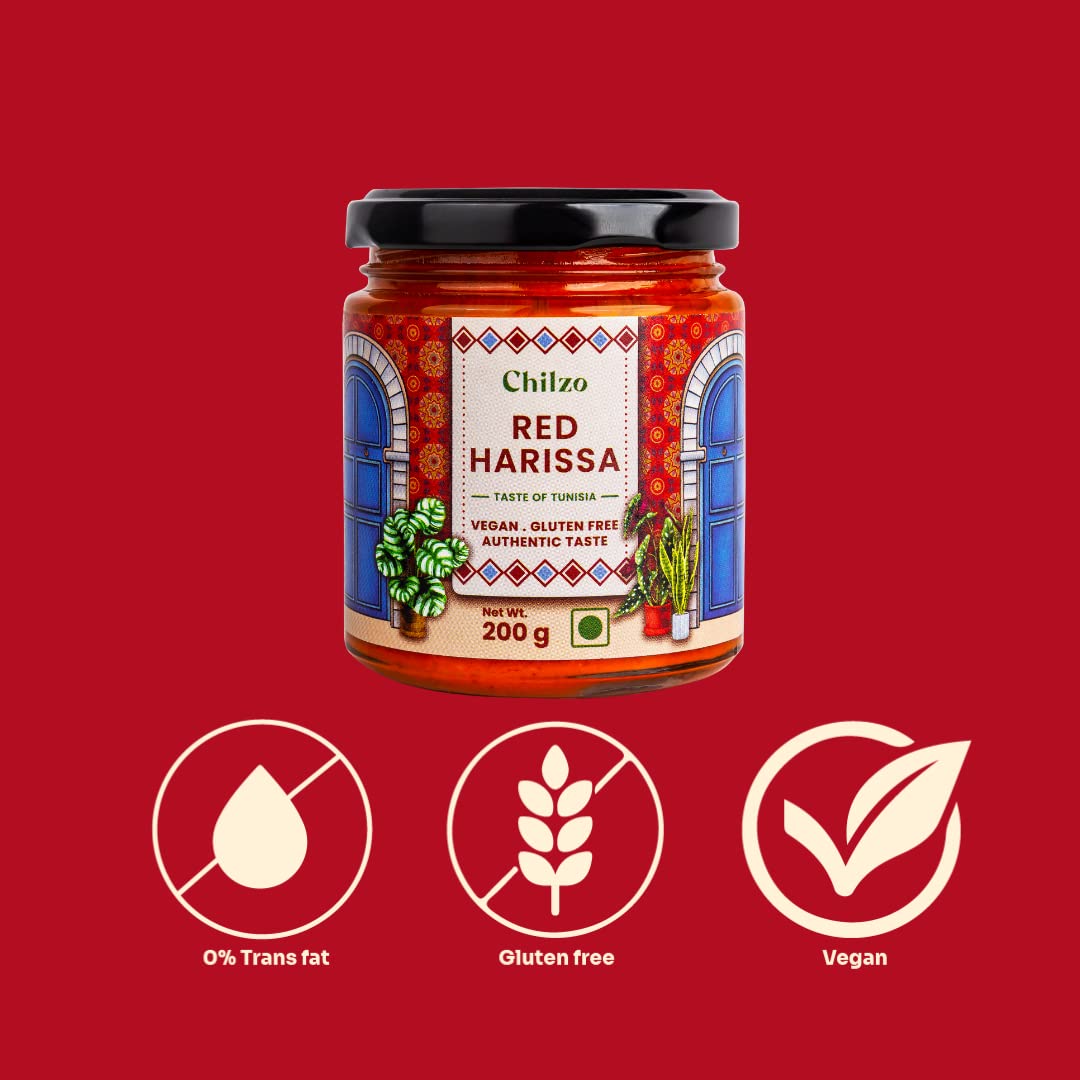 Chilzo
RED
HARISSA
TASTE OF TUNISIA
VEGAN . GLUTEN FREE
AUTHENTIC TASTE
Net Wt.
200 g
0% Trans fat
Gluten free
Vegan